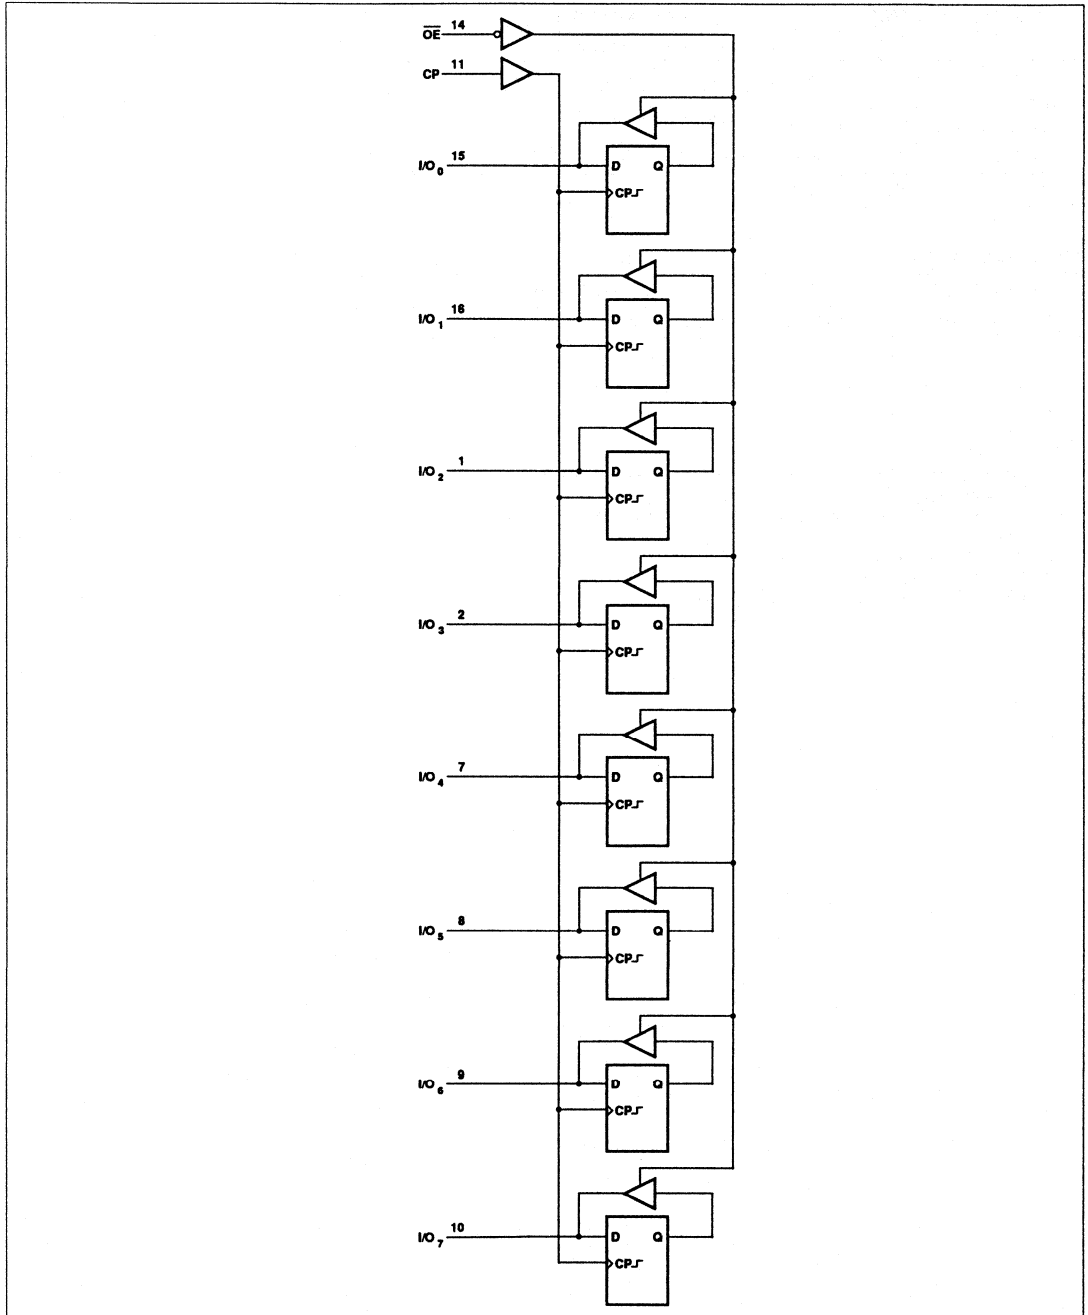 O̅E̅ 14
CP 11
I/O₀ 15
D Q
CP
I/O₁ 16
D Q
CP
I/O₂ 1
D Q
CP
I/O₃ 2
D Q
CP
I/O₄ 7
D Q
CP
I/O₅ 8
D Q
CP
I/O₆ 9
D Q
CP
I/O₇ 10
D Q
CP